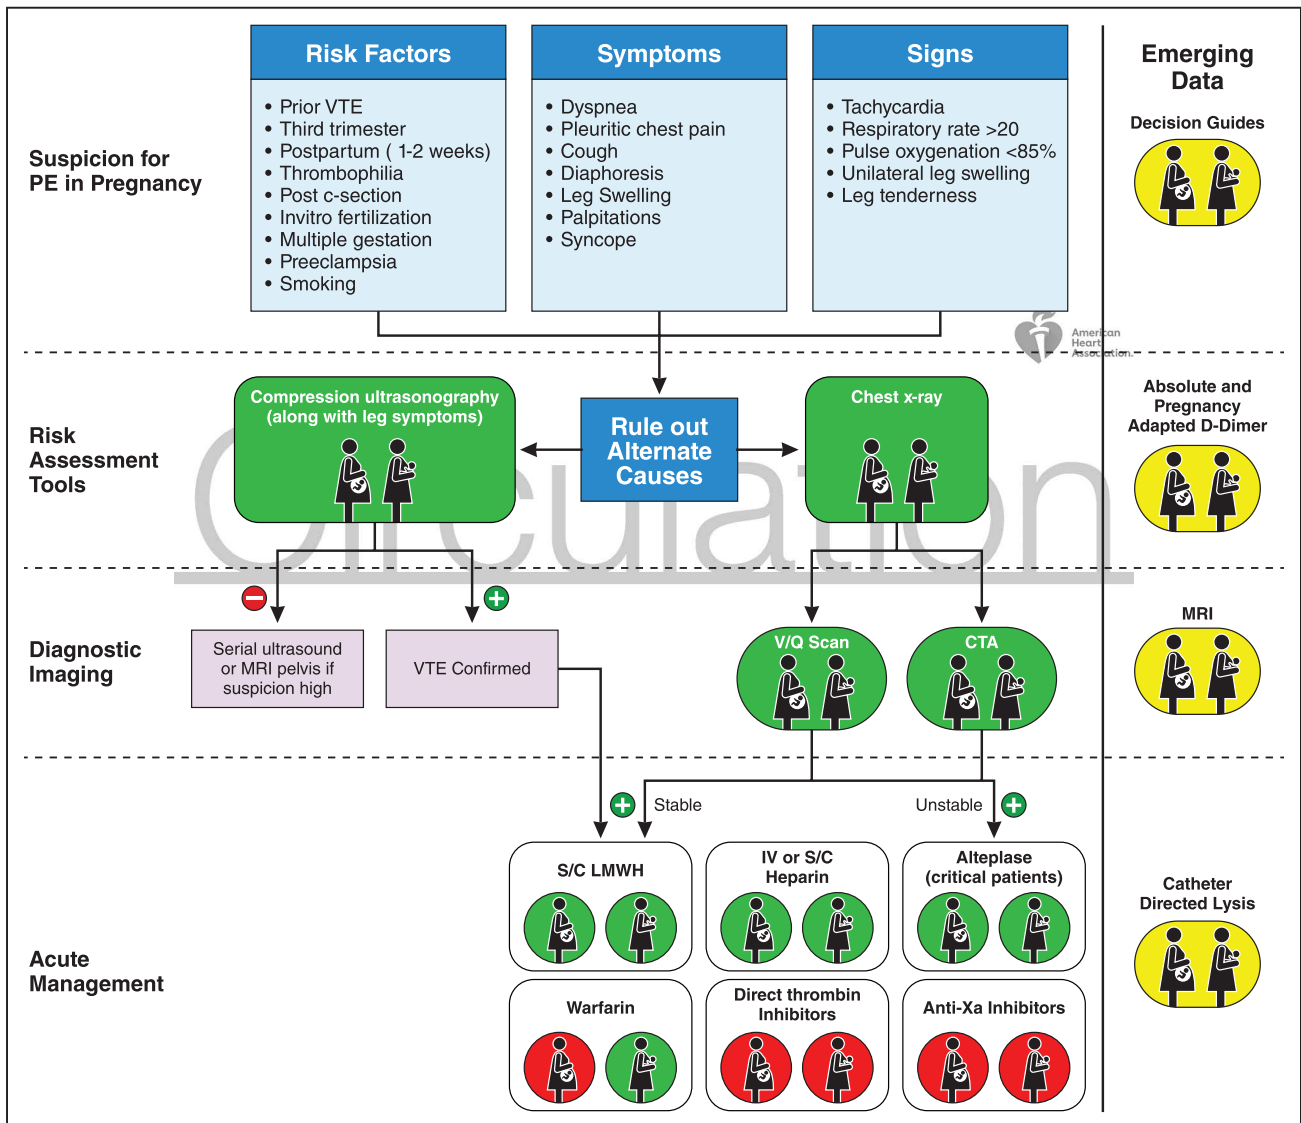 Risk Factors
• Prior VTE
• Third trimester
• Postpartum ( 1-2 weeks)
• Thrombophilia
• Post c-section
• Invitro fertilization
• Multiple gestation
• Preeclampsia
• Smoking
Symptoms
• Dyspnea
• Pleuritic chest pain
• Cough
• Diaphoresis
• Leg Swelling
• Palpitations
• Syncope
Signs
• Tachycardia
• Respiratory rate >20
• Pulse oxygenation <85%
• Unilateral leg swelling
• Leg tenderness
Emerging
Data
Decision Guides
Suspicion for
PE in Pregnancy
American
Heart
Association.
Risk
Assessment
Tools
Compression ultrasonography
(along with leg symptoms)
Rule out
Alternate
Causes
Chest x-ray
Absolute and
Pregnancy
Adapted D-Dimer
Circulation
Diagnostic
Imaging
Serial ultrasound
or MRI pelvis if
suspicion high
VTE Confirmed
V/Q Scan
CTA
MRI
Stable
Unstable
Acute
Management
S/C LMWH
IV or S/C
Heparin
Alteplase
(critical patients)
Catheter
Directed Lysis
Warfarin
Direct thrombin
Inhibitors
Anti-Xa Inhibitors